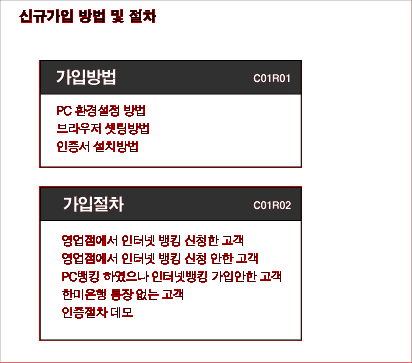 신규가입 방법 및 절차
가입방법 C01R01
PC 환경설정 방법
브라우저 셋팅방법
인증서 설치방법
가입절차 C01R02
영업점에서 인터넷 뱅킹 신청한 고객
영업점에서 인터넷 뱅킹 신청 안한 고객
PC뱅킹 하였으나 인터넷뱅킹 가입안한 고객
한미은행 통장 없는 고객
인증절차 데모